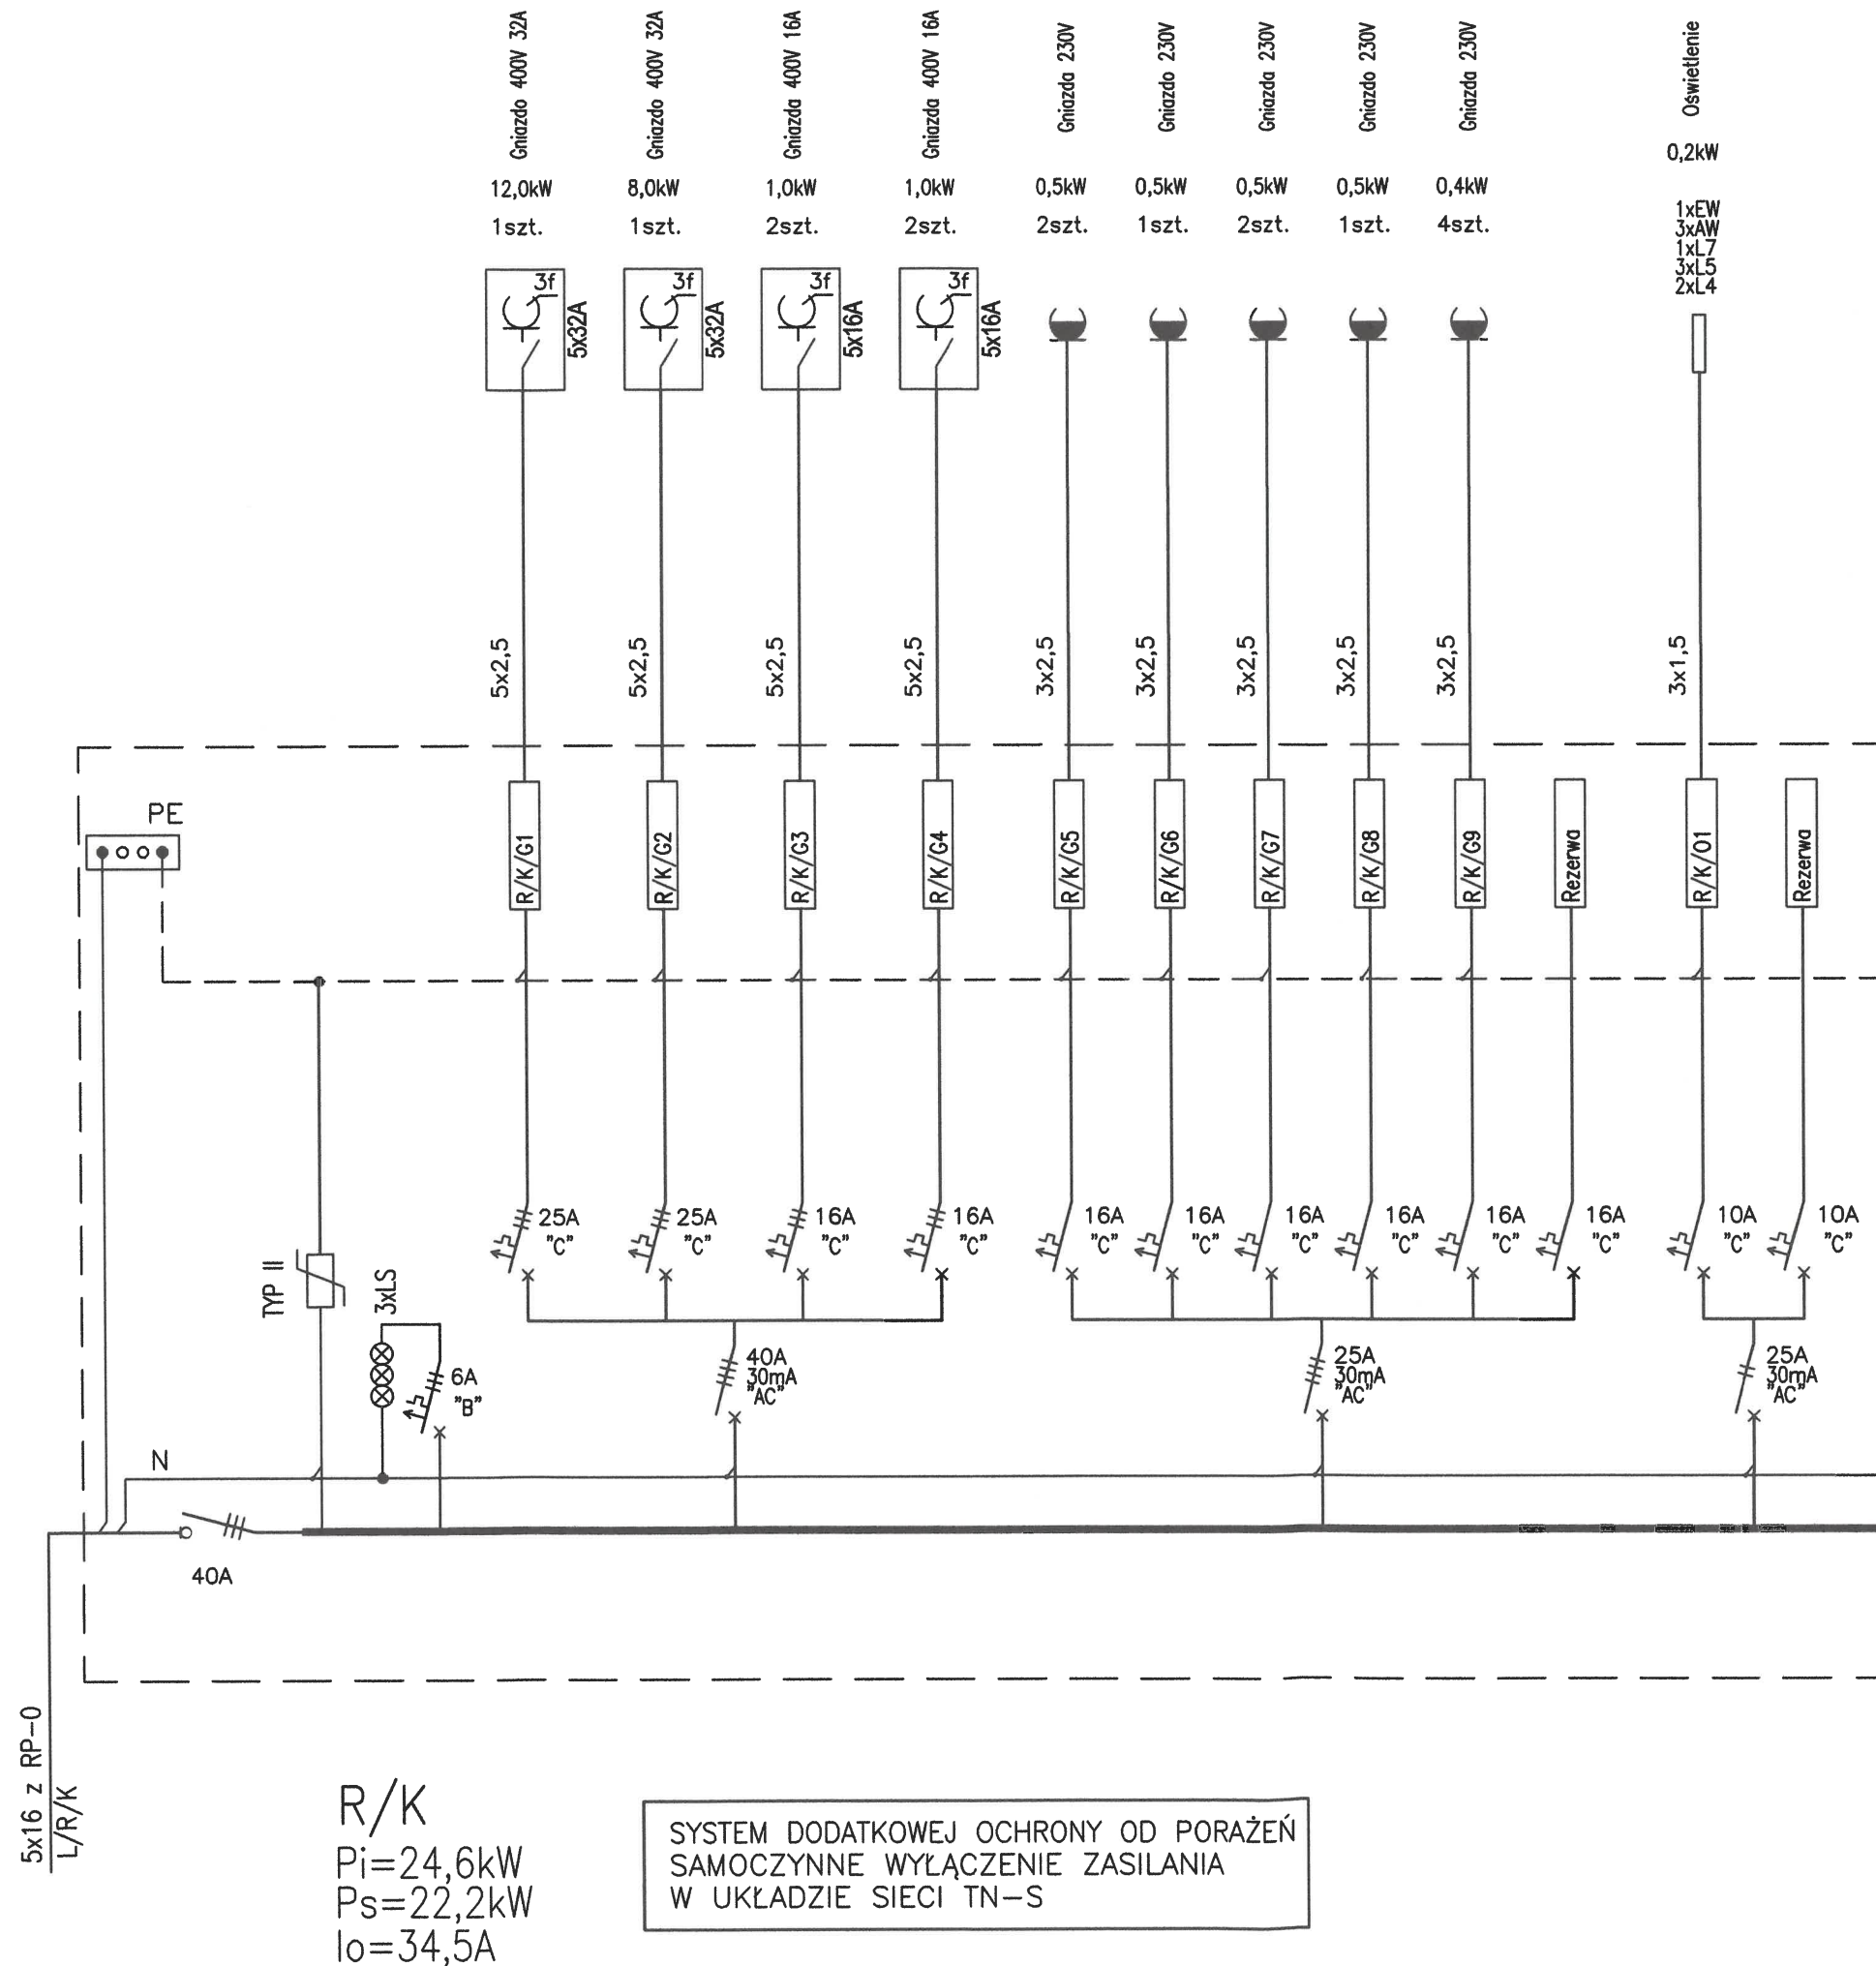 Gniazdo 400V 32A
Gniazdo 400V 32A
Gniazda 400V 16A
Gniazda 400V 16A
Gniazda 230V
Gniazdo 230V
Gniazda 230V
Gniazdo 230V
Gniazda 230V
Oświetlenie
12,0kW
8,0kW
1,0kW
1,0kW
0,5kW
0,5kW
0,5kW
0,5kW
0,4kW
0,2kW
1szt.
1szt.
2szt.
2szt.
2szt.
1szt.
2szt.
1szt.
4szt.
1xEW
3xAW
1xL7
3xL5
2xL4
3f
5x32A
3f
5x32A
3f
5x16A
3f
5x16A
5x2,5
5x2,5
5x2,5
5x2,5
3x2,5
3x2,5
3x2,5
3x2,5
3x2,5
3x1,5
PE
R/K/G1
R/K/G2
R/K/G3
R/K/G4
R/K/G5
R/K/G6
R/K/G7
R/K/G8
R/K/G9
Rezerwa
R/K/O1
Rezerwa
25A
"C"
25A
"C"
16A
"C"
16A
"C"
16A
"C"
16A
"C"
16A
"C"
16A
"C"
16A
"C"
16A
"C"
10A
"C"
10A
"C"
TYP II
3xLS
6A
"B"
40A
30mA
"AC"
25A
30mA
"AC"
25A
30mA
"AC"
N
40A
5x16 z RP-0
L/R/K
R/K
Pi=24,6kW
Ps=22,2kW
Io=34,5A
SYSTEM DODATKOWEJ OCHRONY OD PORAŻEŃ
SAMOCZYNNE WYŁĄCZENIE ZASILANIA
W UKŁADZIE SIECI TN-S